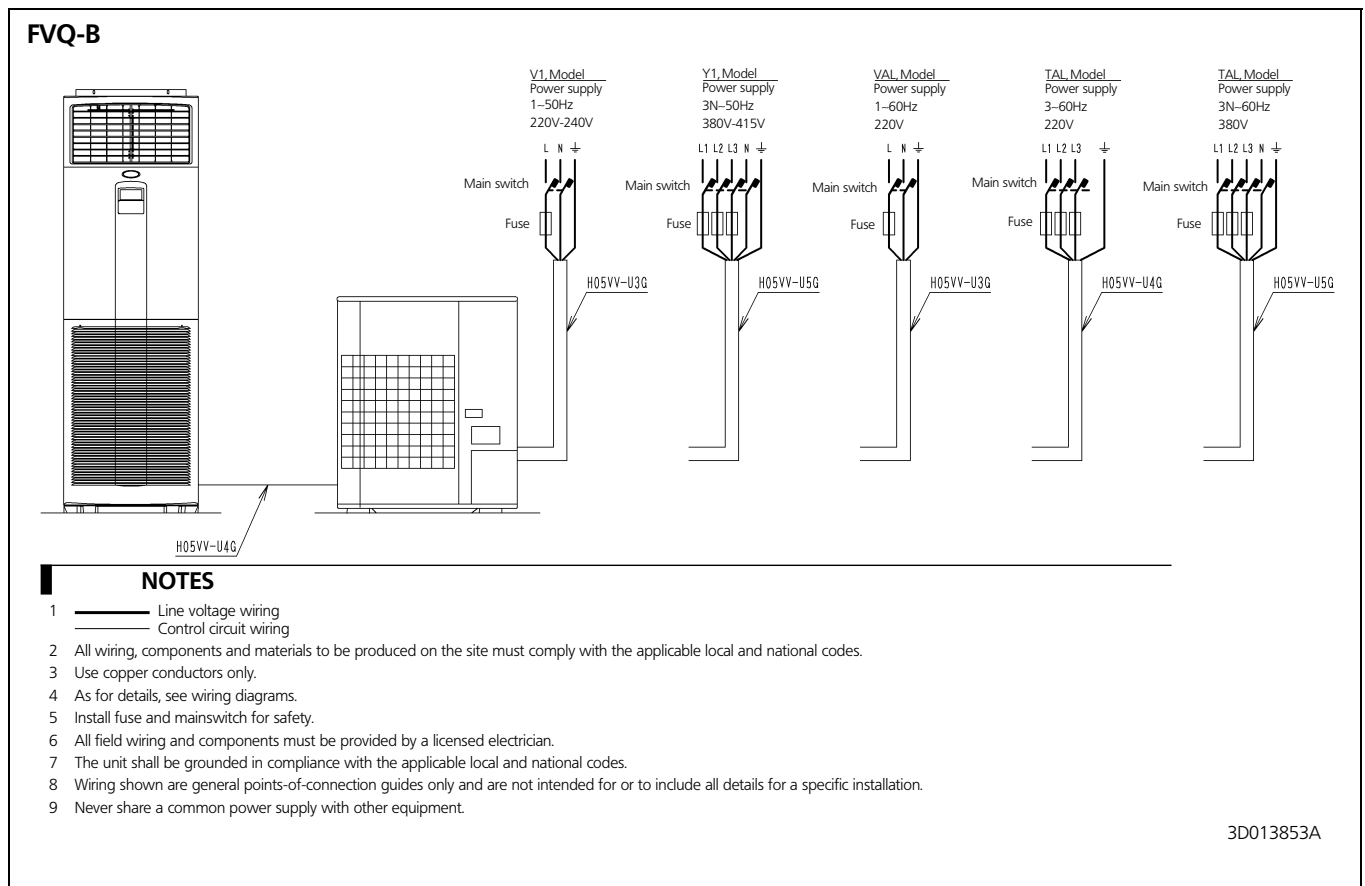 FVQ-B
V1, Model
Power supply
1~50Hz
220V-240V
L N ⏚
Main switch
Fuse
H05VV-U3G
Y1, Model
Power supply
3N~50Hz
380V-415V
L1 L2 L3 N ⏚
Main switch
Fuse
H05VV-U5G
VAL, Model
Power supply
1~60Hz
220V
L N ⏚
Main switch
Fuse
H05VV-U3G
TAL, Model
Power supply
3~60Hz
220V
L1 L2 L3 ⏚
Main switch
Fuse
H05VV-U4G
TAL, Model
Power supply
3N~60Hz
380V
L1 L2 L3 N ⏚
Main switch
Fuse
H05VV-U5G
H05VV-U4G
NOTES
1 Line voltage wiring
Control circuit wiring
2 All wiring, components and materials to be produced on the site must comply with the applicable local and national codes.
3 Use copper conductors only.
4 As for details, see wiring diagrams.
5 Install fuse and mainswitch for safety.
6 All field wiring and components must be provided by a licensed electrician.
7 The unit shall be grounded in compliance with the applicable local and national codes.
8 Wiring shown are general points-of-connection guides only and are not intended for or to include all details for a specific installation.
9 Never share a common power supply with other equipment.
3D013853A